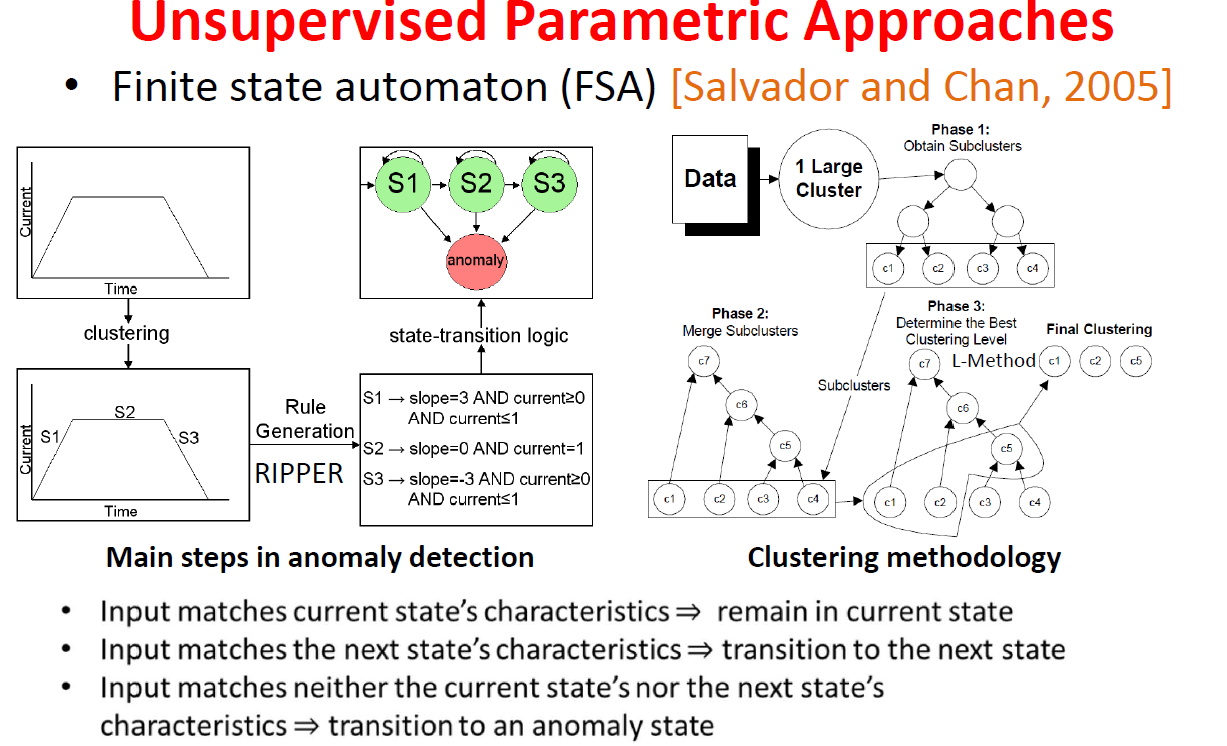 Unsupervised Parametric Approaches
• Finite state automaton (FSA) [Salvador and Chan, 2005]
Current
Time
clustering
Current
S1
S2
S3
Time
Rule
Generation
RIPPER
S1 → slope=3 AND current≥0
AND current≤1
S2 → slope=0 AND current=1
S3 → slope=-3 AND current≥0
AND current≤1
state-transition logic
S1 S2 S3
anomaly
Main steps in anomaly detection
Data
1 Large
Cluster
Phase 1:
Obtain Subclusters
c1 c2 c3 c4
Subclusters
Phase 2:
Merge Subclusters
c7
c6
c5
c1 c2 c3 c4
Phase 3:
Determine the Best
Clustering Level
L-Method
c7
c6
c5
c1 c2 c3 c4
Final Clustering
c1 c2 c5
Clustering methodology
• Input matches current state’s characteristics ⇒ remain in current state
• Input matches the next state’s characteristics ⇒ transition to the next state
• Input matches neither the current state’s nor the next state’s
characteristics ⇒ transition to an anomaly state